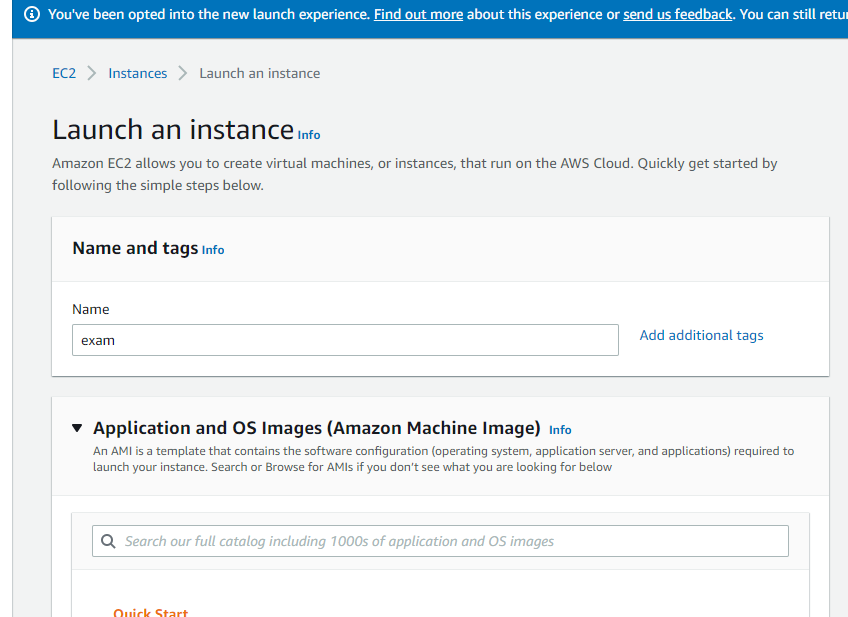 You've been opted into the new launch experience. Find out more about this experience or send us feedback. You can still retu
EC2 > Instances > Launch an instance
Launch an instance Info
Amazon EC2 allows you to create virtual machines, or instances, that run on the AWS Cloud. Quickly get started by
following the simple steps below.
Name and tags Info
Name
exam
Add additional tags
Application and OS Images (Amazon Machine Image) Info
An AMI is a template that contains the software configuration (operating system, application server, and applications) required to
launch your instance. Search or Browse for AMIs if you don't see what you are looking for below
Search our full catalog including 1000s of application and OS images
Quick Start